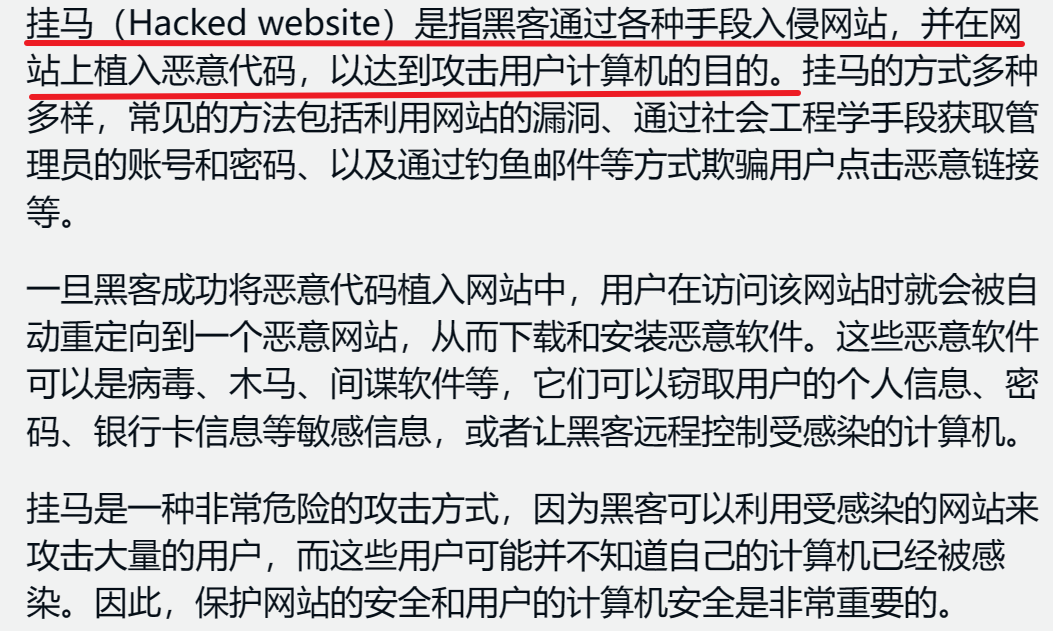 挂马（Hacked website）是指黑客通过各种手段入侵网站，并在网
站上植入恶意代码，以达到攻击用户计算机的目的。挂马的方式多种
多样，常见的方法包括利用网站的漏洞、通过社会工程学手段获取管
理员的账号和密码、以及通过钓鱼邮件等方式欺骗用户点击恶意链接
等。
一旦黑客成功将恶意代码植入网站中，用户在访问该网站时就会被自
动重定向到一个恶意网站，从而下载和安装恶意软件。这些恶意软件
可以是病毒、木马、间谍软件等，它们可以窃取用户的个人信息、密
码、银行卡信息等敏感信息，或者让黑客远程控制受感染的计算机。
挂马是一种非常危险的攻击方式，因为黑客可以利用受感染的网站来
攻击大量的用户，而这些用户可能并不知道自己的计算机已经被感
染。因此，保护网站的安全和用户的计算机安全是非常重要的。